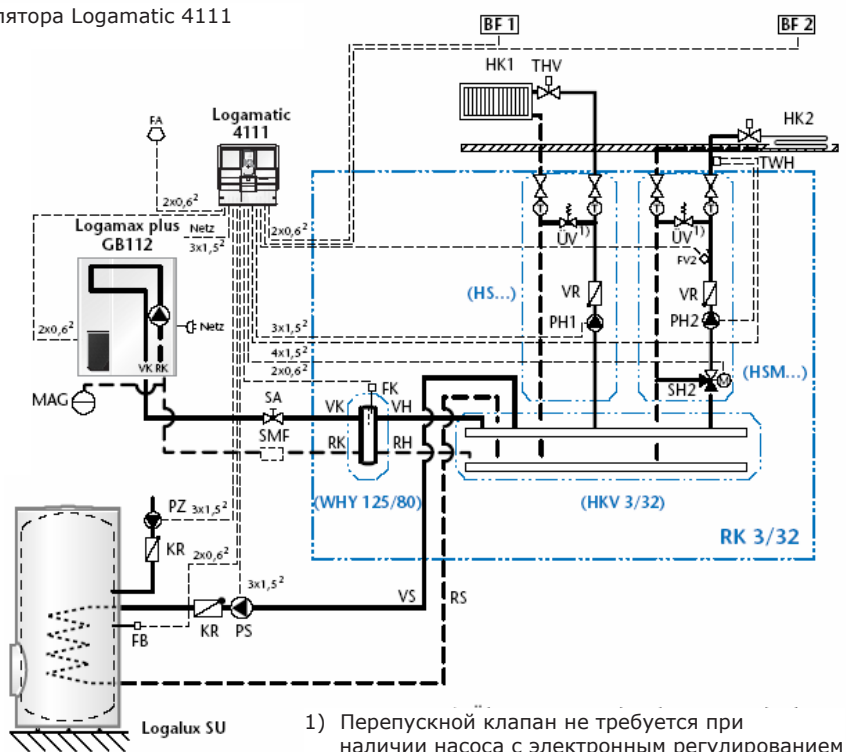 лятора Logamatic 4111
BF 1
BF 2
HK1 THV
HK2
FA
Logamatic
4111
TWH
2x0,6²
Logamax plus
GB112
Netz
3x1,5²
2x0,6²
T T T T
ÜV 1)
ÜV 1)
FV2
(HS...)
VR
VR
2x0,6²
Netz
3x1,5²
PH1
PH2
4x1,5²
2x0,6²
(HSM...)
M
VK RK
SH2
MAG
FK
SA
VK VH
SMF
RK RH
(WHY 125/80)
(HKV 3/32)
PZ 3x1,5²
RK 3/32
KR
2x0,6²
3x1,5²
VS RS
FB
KR PS
Logalux SU
1) Перепускной клапан не требуется при
наличии насоса с электронным регулированием